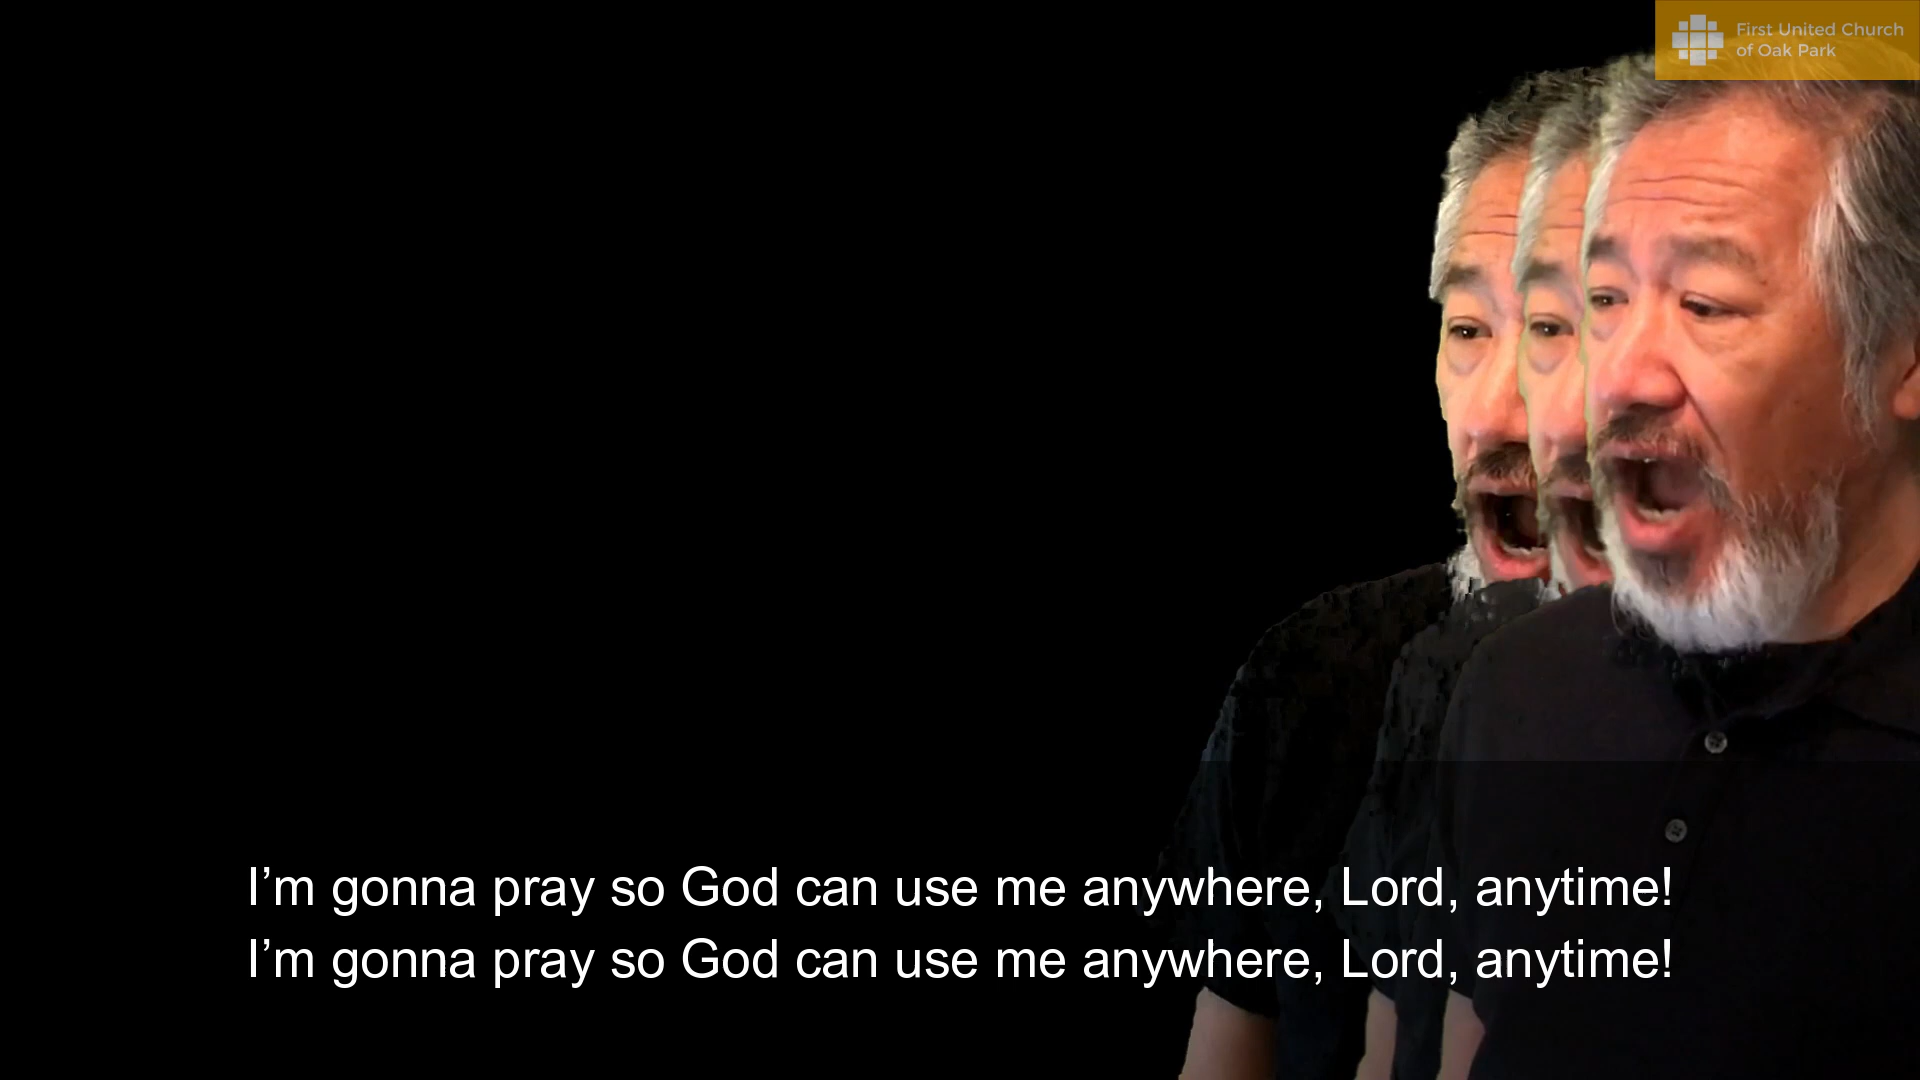 First United Church
of Oak Park
I’m gonna pray so God can use me anywhere, Lord, anytime!
I’m gonna pray so God can use me anywhere, Lord, anytime!